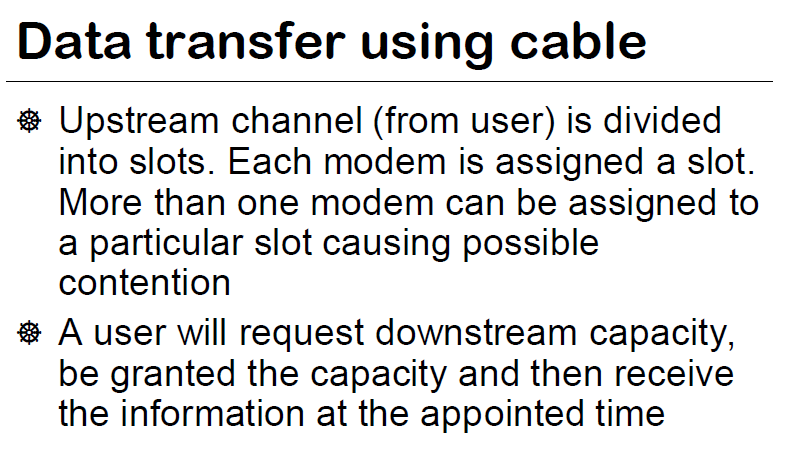 Data transfer using cable
Upstream channel (from user) is divided
into slots. Each modem is assigned a slot.
More than one modem can be assigned to
a particular slot causing possible
contention
A user will request downstream capacity,
be granted the capacity and then receive
the information at the appointed time